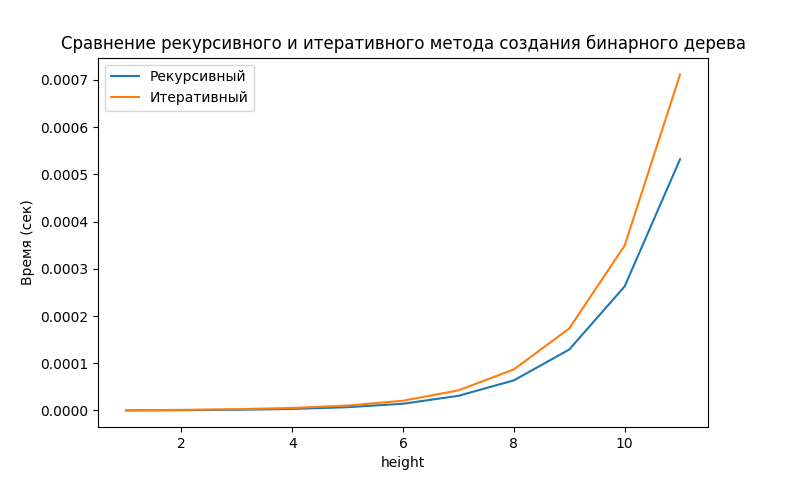 Сравнение рекурсивного и итеративного метода создания бинарного дерева
Рекурсивный
Итеративный
0.0007
0.0006
0.0005
0.0004
0.0003
0.0002
0.0001
0.0000
Время (сек)
2 4 6 8 10
height